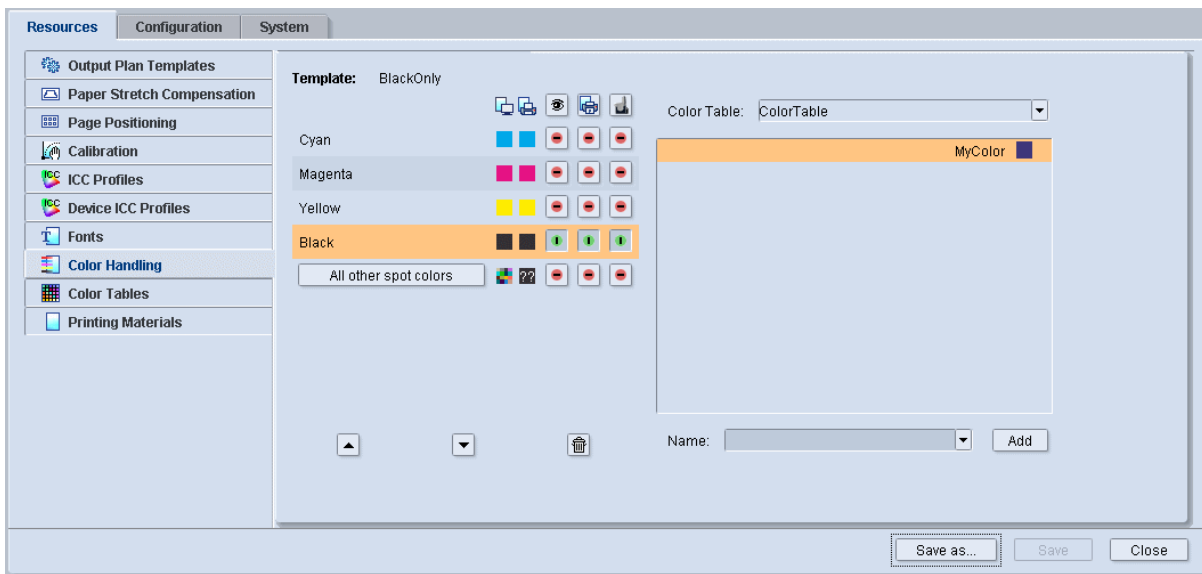 Resources Configuration System
Output Plan Templates
Paper Stretch Compensation
Page Positioning
Calibration
ICC ICC Profiles
ICC Device ICC Profiles
Fonts
Color Handling
Color Tables
Printing Materials
Template: BlackOnly
Cyan
Magenta
Yellow
Black
All other spot colors ??
Color Table: ColorTable
MyColor
Name: Add
Save as... Save Close